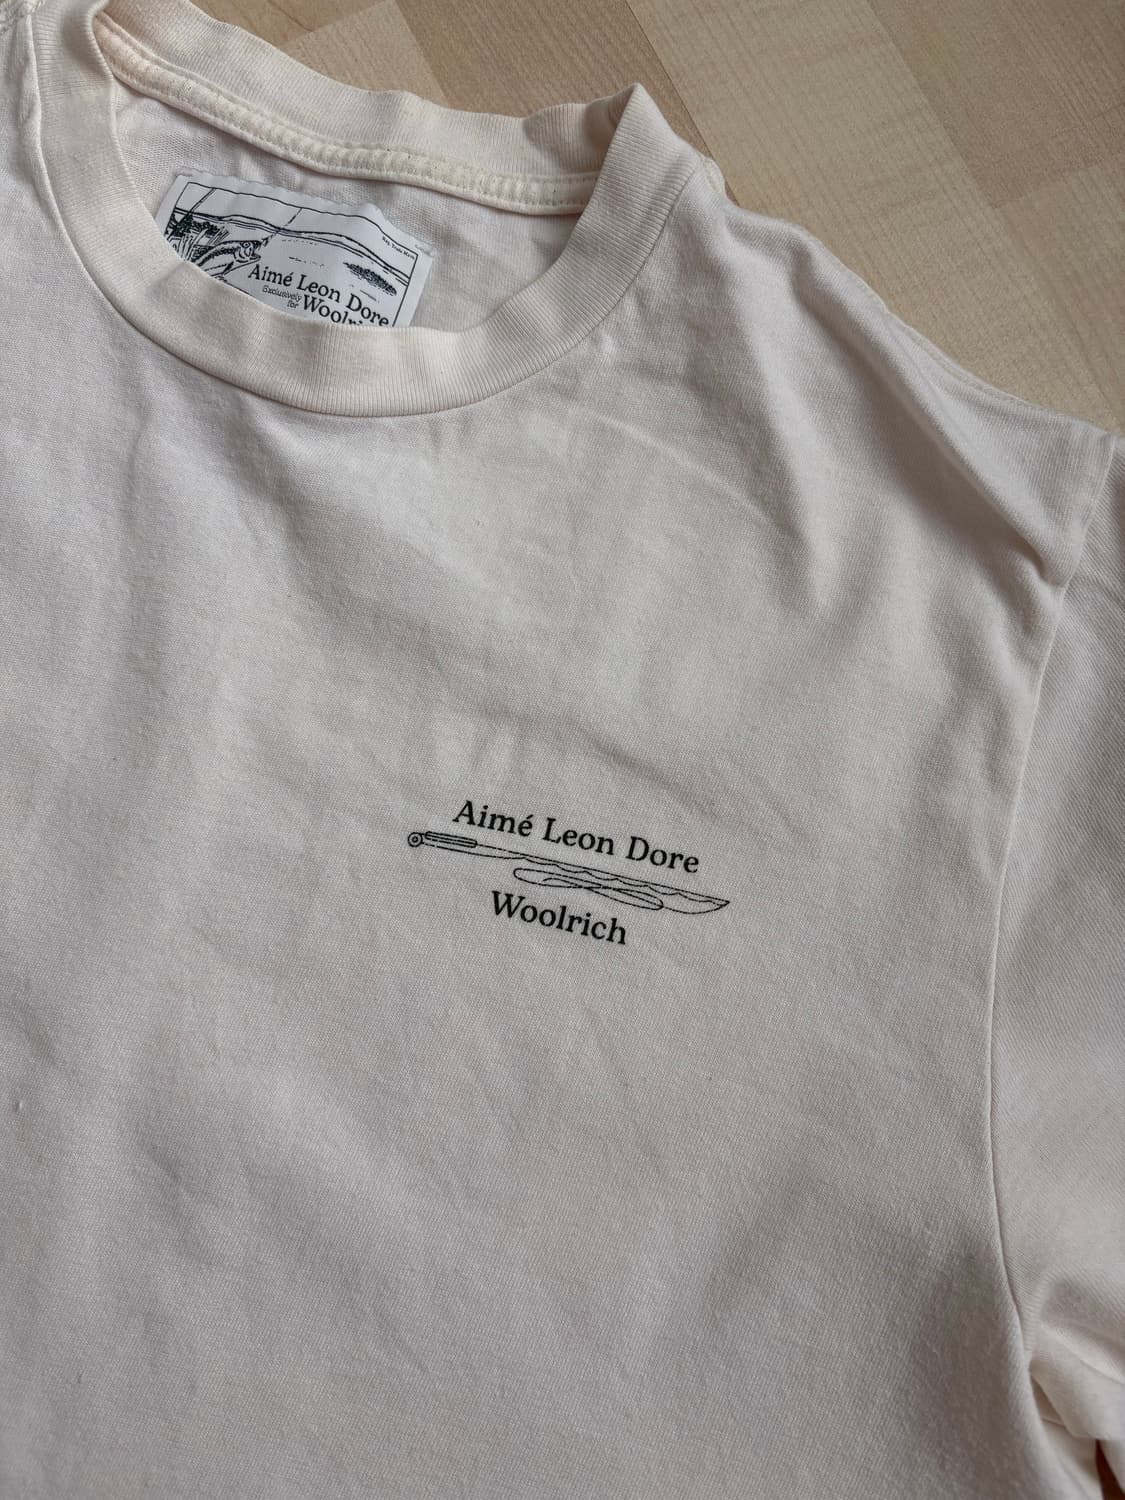 Aimé Leon Dore
Exclusively
for
Aimé Leon Dore
Woolrich